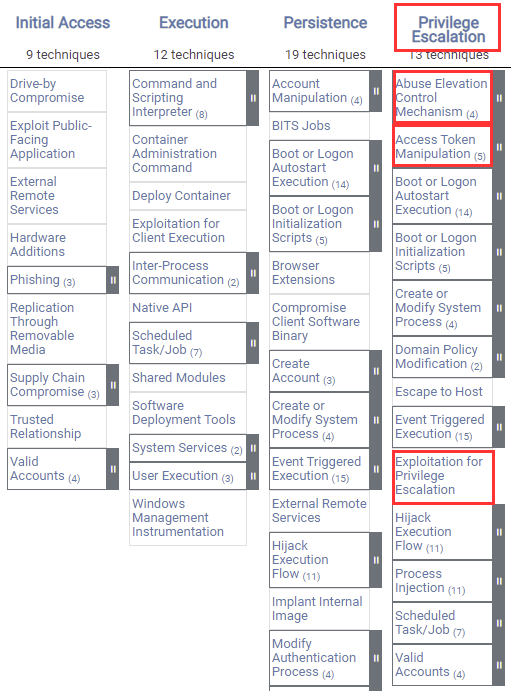 Initial Access
9 techniques
Drive-by
Compromise
Exploit Public-
Facing
Application
External
Remote
Services
Hardware
Additions
Phishing (3)
Replication
Through
Removable
Media
Supply Chain
Compromise (3)
Trusted
Relationship
Valid
Accounts (4)
Execution
12 techniques
Command and
Scripting
Interpreter (8)
Container
Administration
Command
Deploy Container
Exploitation for
Client Execution
Inter-Process
Communication (2)
Native API
Scheduled
Task/Job (7)
Shared Modules
Software
Deployment Tools
System Services (2)
User Execution (3)
Windows
Management
Instrumentation
Persistence
19 techniques
Account
Manipulation (4)
BITS Jobs
Boot or Logon
Autostart
Execution (14)
Boot or Logon
Initialization
Scripts (5)
Browser
Extensions
Compromise
Client Software
Binary
Create
Account (3)
Create or
Modify System
Process (4)
Event Triggered
Execution (15)
External Remote
Services
Hijack
Execution
Flow (11)
Implant Internal
Image
Modify
Authentication
Process (4)
Privilege
Escalation
13 techniques
Abuse Elevation
Control
Mechanism (4)
Access Token
Manipulation (5)
Boot or Logon
Autostart
Execution (14)
Boot or Logon
Initialization
Scripts (5)
Create or
Modify System
Process (4)
Domain Policy
Modification (2)
Escape to Host
Event Triggered
Execution (15)
Exploitation for
Privilege
Escalation
Hijack
Execution
Flow (11)
Process
Injection (11)
Scheduled
Task/Job (7)
Valid
Accounts (4)